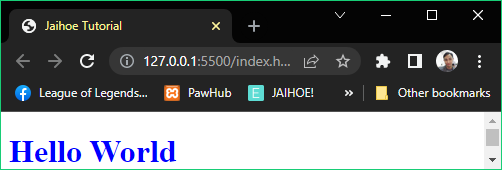 Jaihoe Tutorial
127.0.0.1:5500/index.h...
League of Legends... PawHub E JAIHOE! » Other bookmarks
Hello World